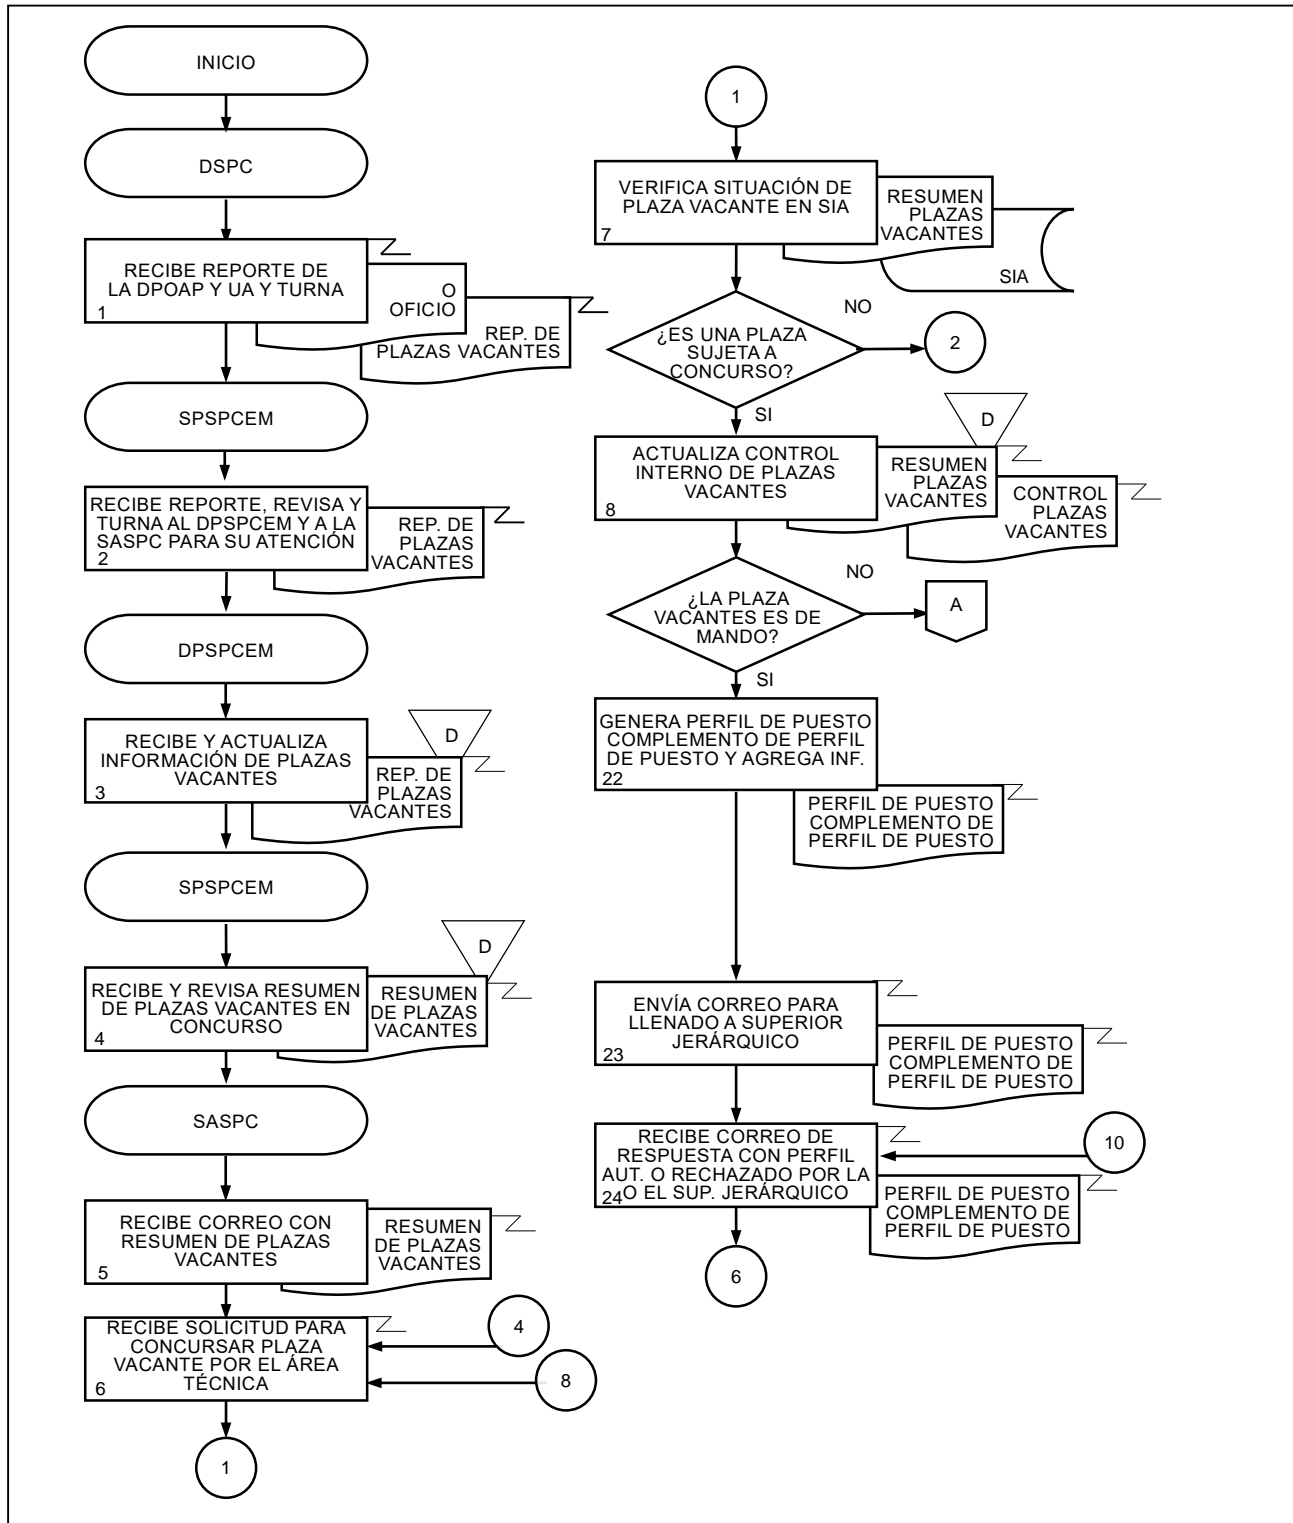 INICIO
DSPC
RECIBE REPORTE DE
LA DPOAP Y UA Y TURNA
1
O
OFICIO
REP. DE
PLAZAS VACANTES
SPSPCEM
RECIBE REPORTE, REVISA Y
TURNA AL DPSPCEM Y A LA
SASPC PARA SU ATENCIÓN
2
REP. DE
PLAZAS
VACANTES
DPSPCEM
RECIBE Y ACTUALIZA
INFORMACIÓN DE PLAZAS
VACANTES
3
D
REP. DE
PLAZAS
VACANTES
SPSPCEM
RECIBE Y REVISA RESUMEN
DE PLAZAS VACANTES EN
CONCURSO
4
D
RESUMEN
DE PLAZAS
VACANTES
SASPC
RECIBE CORREO CON
RESUMEN DE PLAZAS
VACANTES
5
RESUMEN
DE PLAZAS
VACANTES
RECIBE SOLICITUD PARA
CONCURSAR PLAZA
VACANTE POR EL ÁREA
TÉCNICA
6
4
8
1
1
VERIFICA SITUACIÓN DE
PLAZA VACANTE EN SIA
7
RESUMEN
PLAZAS
VACANTES
SIA
¿ES UNA PLAZA
SUJETA A
CONCURSO?
NO
2
SI
ACTUALIZA CONTROL
INTERNO DE PLAZAS
VACANTES
8
D
RESUMEN
PLAZAS
VACANTES
CONTROL
PLAZAS
VACANTES
¿LA PLAZA
VACANTES ES DE
MANDO?
NO
A
SI
GENERA PERFIL DE PUESTO
COMPLEMENTO DE PERFIL
DE PUESTO Y AGREGA INF.
22
PERFIL DE PUESTO
COMPLEMENTO DE
PERFIL DE PUESTO
ENVÍA CORREO PARA
LLENADO A SUPERIOR
JERÁRQUICO
23
PERFIL DE PUESTO
COMPLEMENTO DE
PERFIL DE PUESTO
RECIBE CORREO DE
RESPUESTA CON PERFIL
AUT. O RECHAZADO POR LA
O EL SUP. JERÁRQUICO
24
10
PERFIL DE PUESTO
COMPLEMENTO DE
PERFIL DE PUESTO
6